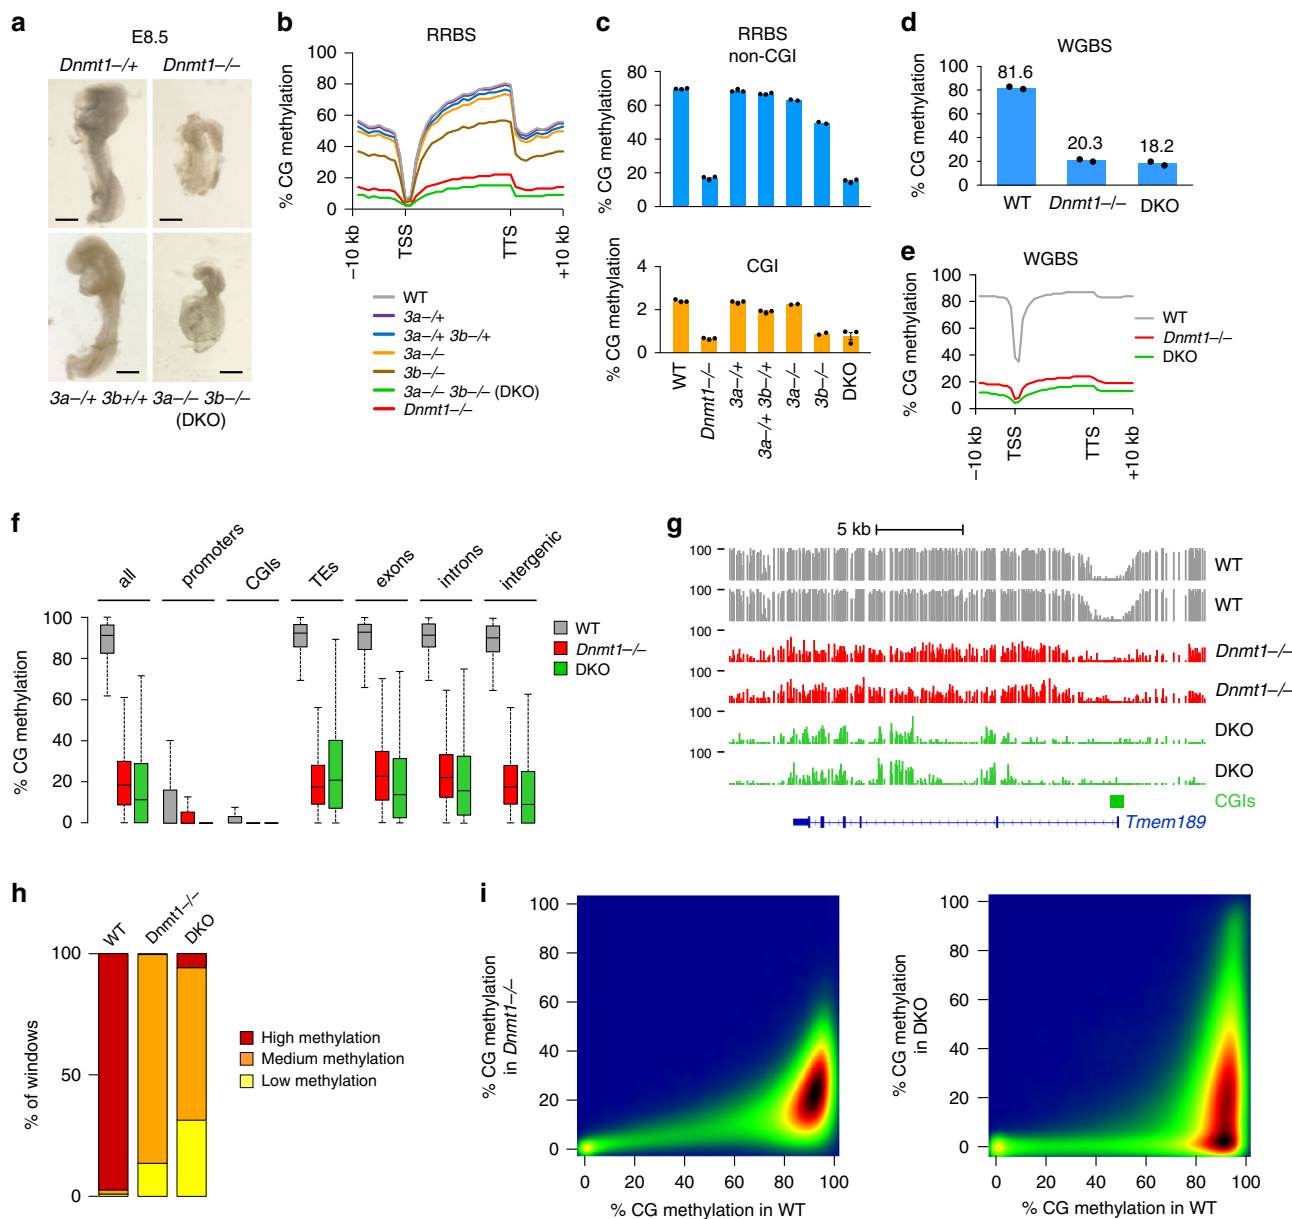 a
E8.5
Dnmt1–/+
Dnmt1–/–
3a–/+ 3b+/+
3a–/– 3b–/–
(DKO)
b
RRBS
% CG methylation
100
80
60
40
20
0
–10 kb
TSS
TTS
+10 kb
WT
3a–/+
3a–/+ 3b–/+
3a–/–
3b–/–
3a–/– 3b–/– (DKO)
Dnmt1–/–
c
RRBS
non-CGI
% CG methylation
80
60
40
20
0
CGI
% CG methylation
4
2
0
WT
Dnmt1–/–
3a–/+
3a–/+ 3b–/+
3a–/–
3b–/–
DKO
d
WGBS
% CG methylation
100
80
60
40
20
0
81.6
20.3
18.2
WT
Dnmt1–/–
DKO
e
WGBS
% CG methylation
100
80
60
40
20
0
–10 kb
TSS
TTS
+10 kb
WT
Dnmt1–/–
DKO
f
all
promoters
CGIs
TEs
exons
introns
intergenic
% CG methylation
100
80
60
40
20
0
WT
Dnmt1–/–
DKO
g
5 kb
100
WT
100
WT
100
Dnmt1–/–
100
Dnmt1–/–
100
DKO
100
DKO
CGIs
Tmem189
h
WT
Dnmt1–/–
DKO
% of windows
100
50
0
High methylation
Medium methylation
Low methylation
i
% CG methylation
in Dnmt1–/–
100
80
60
40
20
0
0 20 40 60 80 100
% CG methylation in WT
% CG methylation
in DKO
100
80
60
40
20
0
0 20 40 60 80 100
% CG methylation in WT